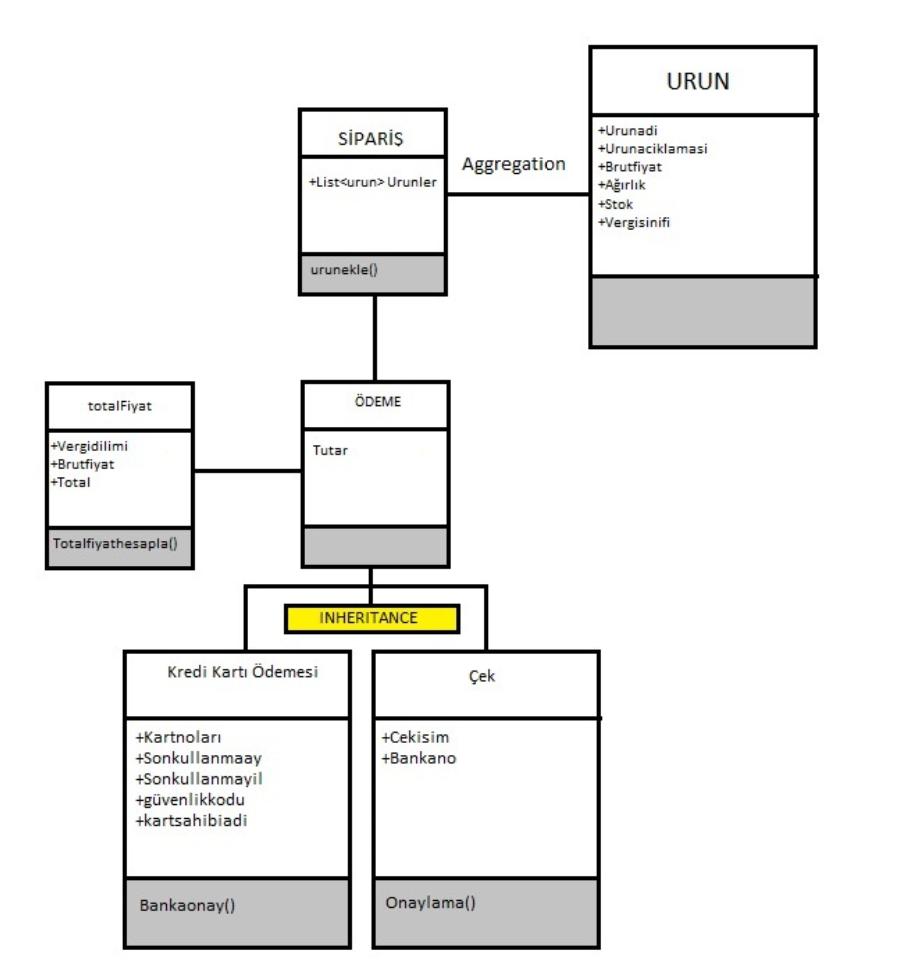 URUN
+Urunadi
+Urunaciklamasi
+Brutfiyat
+Ağırlık
+Stok
+Vergisinifi
SİPARİŞ
+List<urun> Urunler
urunekle()
Aggregation
totalFiyat
+Vergidilimi
+Brutfiyat
+Total
Totalfiyathesapla()
ÖDEME
Tutar
INHERITANCE
Kredi Kartı Ödemesi
+Kartnoları
+Sonkullanmaay
+Sonkullanmayil
+güvenlikkodu
+kartsahibiadi
Bankaonay()
Çek
+Cekisim
+Bankano
Onaylama()